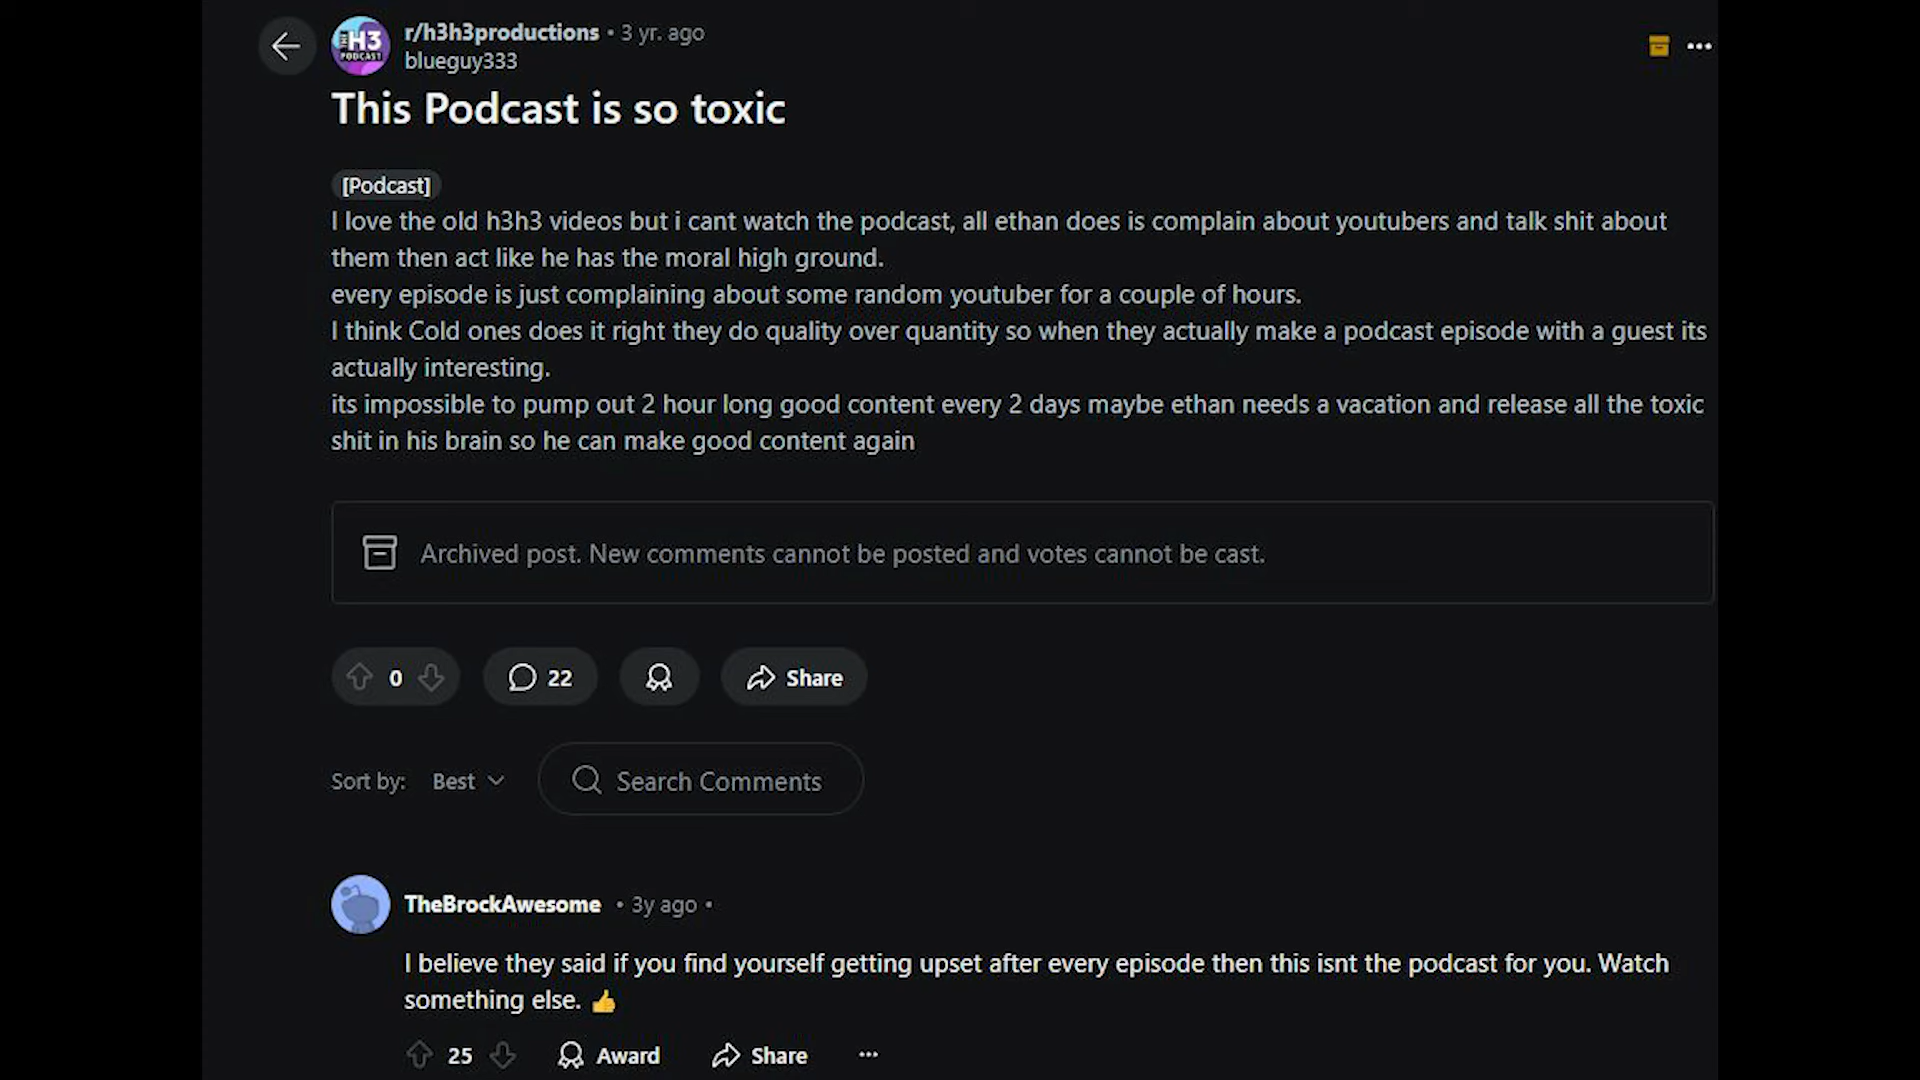 H3 PODCAST
r/h3h3productions • 3 yr. ago
blueguy333
This Podcast is so toxic
[Podcast]
I love the old h3h3 videos but i cant watch the podcast, all ethan does is complain about youtubers and talk shit about
them then act like he has the moral high ground.
every episode is just complaining about some random youtuber for a couple of hours.
I think Cold ones does it right they do quality over quantity so when they actually make a podcast episode with a guest its
actually interesting.
its impossible to pump out 2 hour long good content every 2 days maybe ethan needs a vacation and release all the toxic
shit in his brain so he can make good content again
Archived post. New comments cannot be posted and votes cannot be cast.
0 22 Share
Sort by: Best Search Comments
TheBrockAwesome • 3y ago •
I believe they said if you find yourself getting upset after every episode then this isnt the podcast for you. Watch
something else. 👍
25 Award Share ...